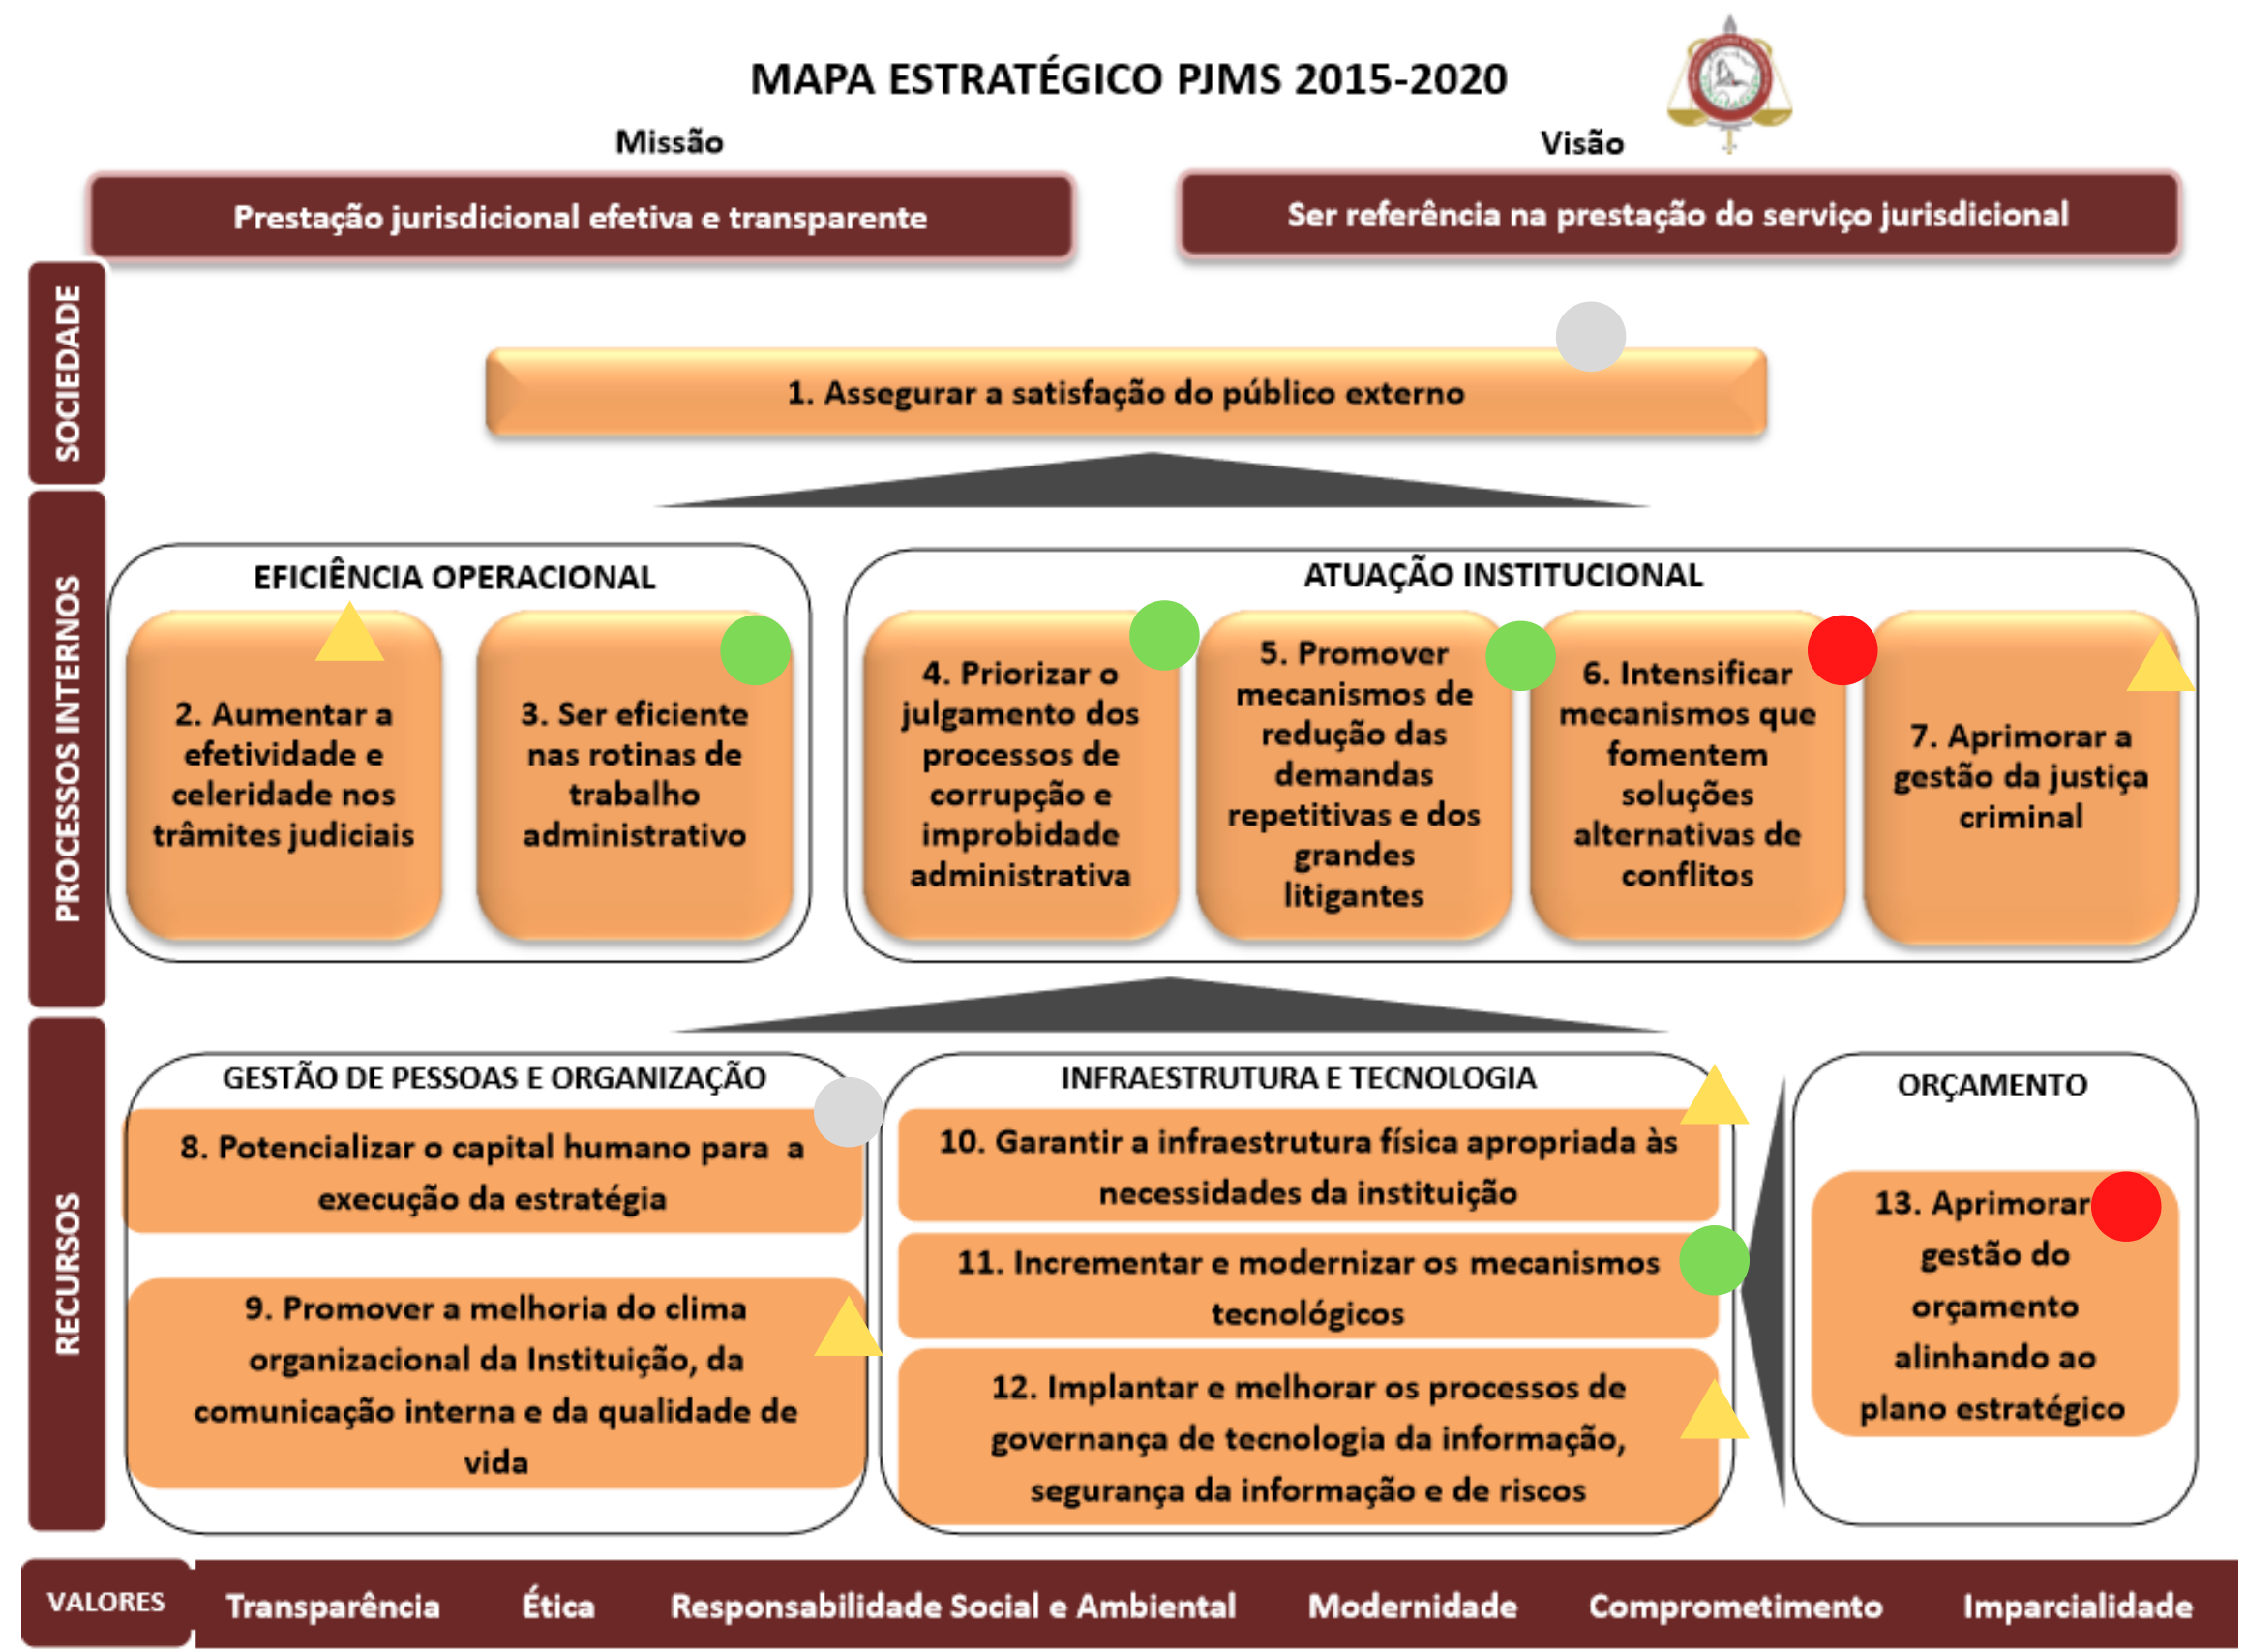 MAPA ESTRATÉGICO PJMS 2015-2020
Missão
Visão
Prestação jurisdicional efetiva e transparente
Ser referência na prestação do serviço jurisdicional
SOCIEDADE
1. Assegurar a satisfação do público externo
PROCESSOS INTERNOS
EFICIÊNCIA OPERACIONAL
2. Aumentar a
efetividade e
celeridade nos
trâmites judiciais
3. Ser eficiente
nas rotinas de
trabalho
administrativo
ATUAÇÃO INSTITUCIONAL
4. Priorizar o
julgamento dos
processos de
corrupção e
improbidade
administrativa
5. Promover
mecanismos de
redução das
demandas
repetitivas e dos
grandes
litigantes
6. Intensificar
mecanismos que
fomentem
soluções
alternativas de
conflitos
7. Aprimorar a
gestão da justiça
criminal
RECURSOS
GESTÃO DE PESSOAS E ORGANIZAÇÃO
8. Potencializar o capital humano para a
execução da estratégia
9. Promover a melhoria do clima
organizacional da Instituição, da
comunicação interna e da qualidade de
vida
INFRAESTRUTURA E TECNOLOGIA
10. Garantir a infraestrutura física apropriada às
necessidades da instituição
11. Incrementar e modernizar os mecanismos
tecnológicos
12. Implantar e melhorar os processos de
governança de tecnologia da informação,
segurança da informação e de riscos
ORÇAMENTO
13. Aprimorar
gestão do
orçamento
alinhando ao
plano estratégico
VALORES
Transparência
Ética
Responsabilidade Social e Ambiental
Modernidade
Comprometimento
Imparcialidade